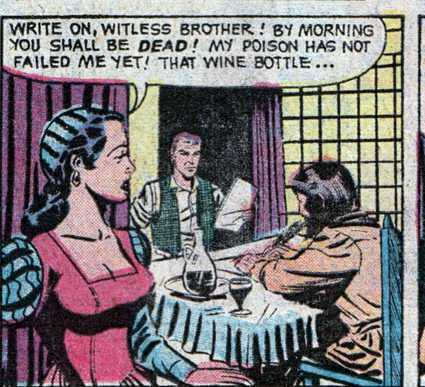 WRITE ON, WITLESS BROTHER! BY MORNING
YOU SHALL BE DEAD! MY POISON HAS NOT
FAILED ME YET! THAT WINE BOTTLE...